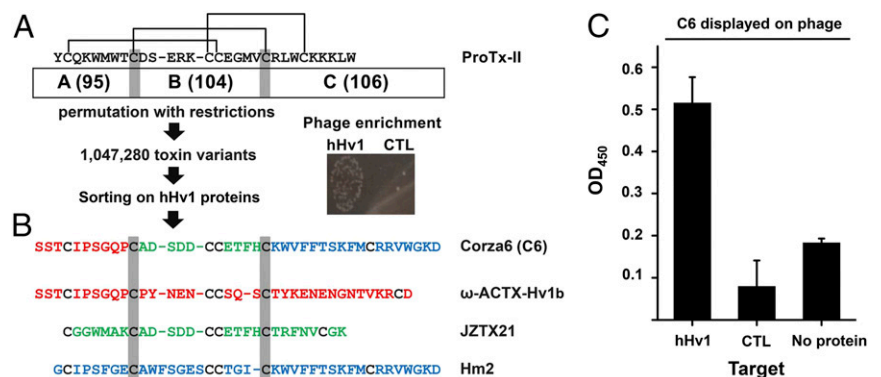 A
YCQKWMWTCDS-ERK-CCEGMVCRLWCKKKLW ProTx-II
A (95) B (104) C (106)
permutation with restrictions
1,047,280 toxin variants
Sorting on hHv1 proteins
Phage enrichment
hHv1 CTL
B
SSTCIPSGQPCAD-SDD-CCETFHCKWVFFTSKFMCRRVWGKD Corza6 (C6)
SSTCIPSGQPCPY-NEN-CCSQ-SCTYKENENGNTVKRCD ω-ACTX-Hv1b
CGGWMAKCAD-SDD-CCETFHCTRFNVCGK JZTX21
GCIPSFGECAWFSGESCCTGI-CKWVFFTSKFMCRRVWGKD Hm2
C
C6 displayed on phage
OD450
0.6
0.5
0.4
0.3
0.2
0.1
hHv1 CTL No protein
Target